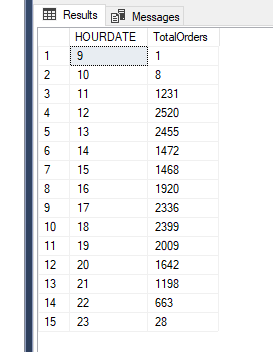 Results Messages
HOURDATE TotalOrders
1 9 1
2 10 8
3 11 1231
4 12 2520
5 13 2455
6 14 1472
7 15 1468
8 16 1920
9 17 2336
10 18 2399
11 19 2009
12 20 1642
13 21 1198
14 22 663
15 23 28